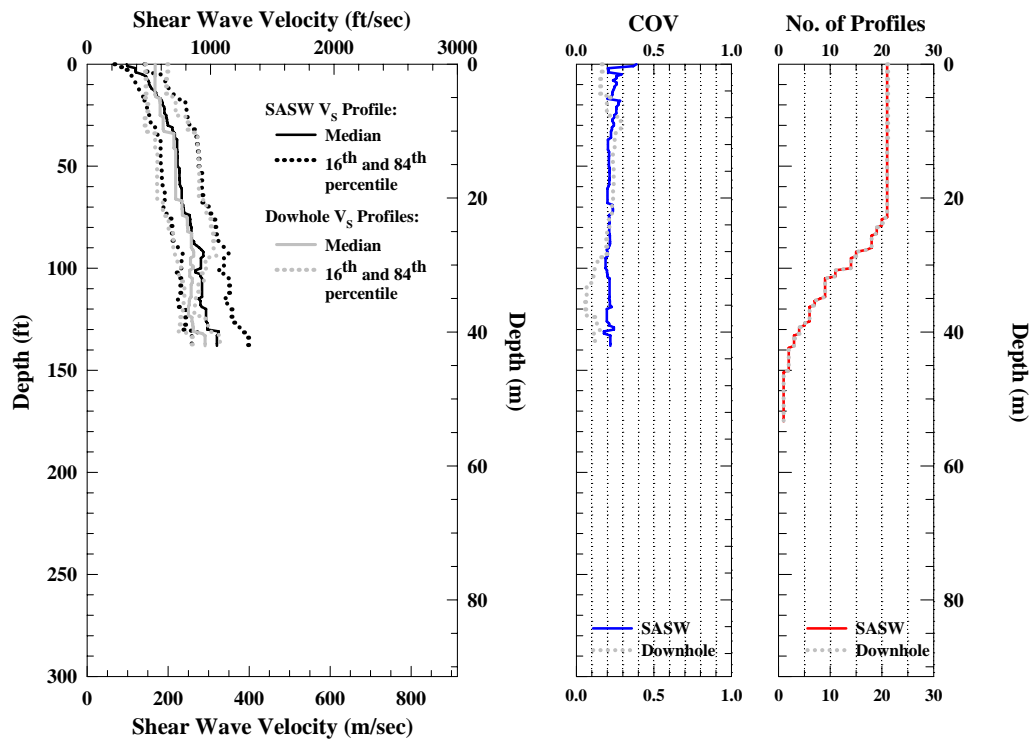 Shear Wave Velocity (ft/sec)
0 1000 2000 3000
0
50
100
150
200
250
300
Depth (ft)
SASW V_S Profile:
Median
16th and 84th
percentile
Dowhole V_S Profiles:
Median
16th and 84th
percentile
0
20
40
60
80
Depth (m)
0 200 400 600 800
Shear Wave Velocity (m/sec)
COV
0.0 0.5 1.0
SASW
Downhole
0.0 0.5 1.0
No. of Profiles
0 10 20 30
SASW
Downhole
0 10 20 30
0
20
40
60
80
Depth (m)